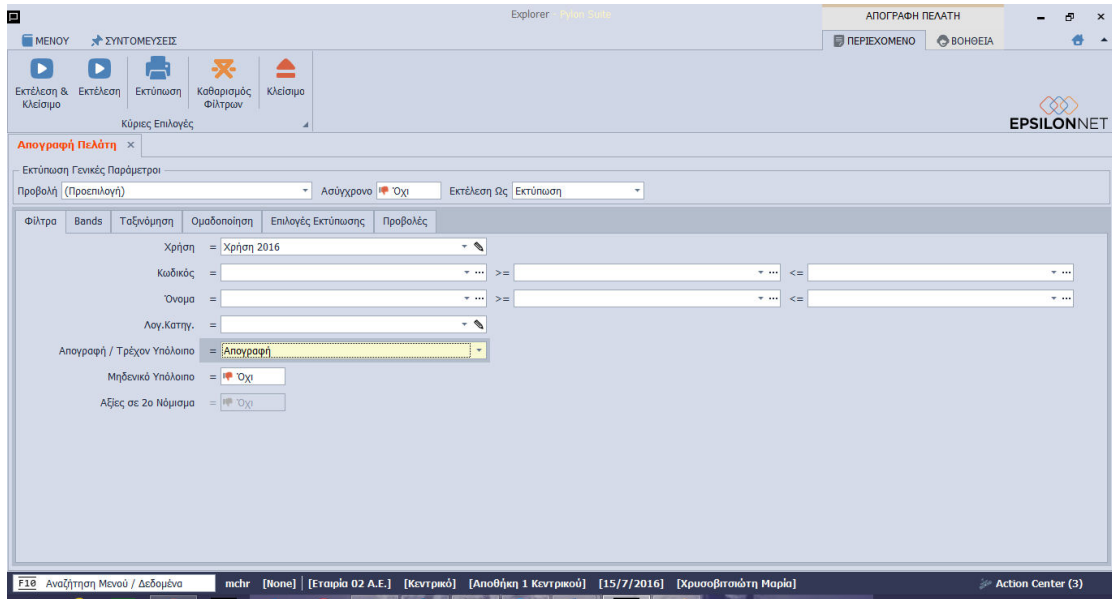 Explorer - Pylon Suite
ΑΠΟΓΡΑΦΗ ΠΕΛΑΤΗ
ΜΕΝΟΥ ΣΥΝΤΟΜΕΥΣΕΙΣ ΠΕΡΙΕΧΟΜΕΝΟ ΒΟΗΘΕΙΑ
Εκτέλεση & Κλείσιμο Εκτέλεση Εκτύπωση Καθαρισμός Φίλτρων Κλείσιμο
Κύριες Επιλογές
EPSILONNET
Απογραφή Πελάτη ×
Εκτύπωση Γενικές Παράμετροι
Προβολή (Προεπιλογή) Ασύγχρονο Όχι Εκτέλεση Ως Εκτύπωση
Φίλτρα Bands Ταξινόμηση Ομαδοποίηση Επιλογές Εκτύπωσης Προβολές
Χρήση = Χρήση 2016
Κωδικός = >= <=
Όνομα = >= <=
Λογ.Κατηγ. =
Απογραφή / Τρέχον Υπόλοιπο = Απογραφή
Μηδενικό Υπόλοιπο = Όχι
Αξίες σε 2ο Νόμισμα = Όχι
F10 Αναζήτηση Μενού / Δεδομένα mchr [None] [Εταιρία 02 Α.Ε.] [Κεντρικό] [Αποθήκη 1 Κεντρικού] [15/7/2016] [Χρυσοβιτσιώτη Μαρία] Action Center (3)